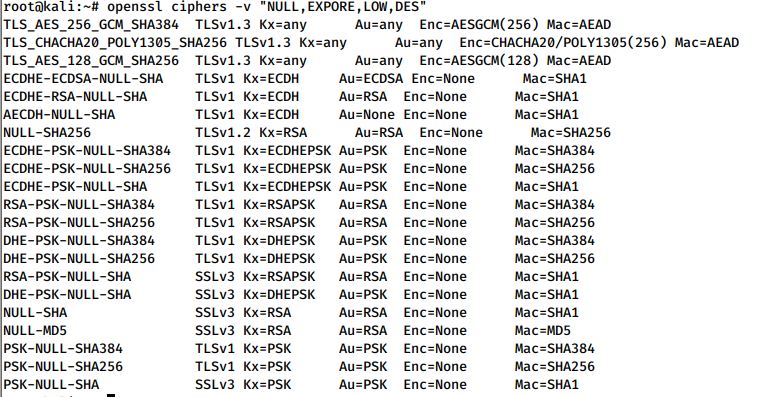 root@kali:~# openssl ciphers -v "NULL,EXPORE,LOW,DES"
TLS_AES_256_GCM_SHA384 TLSv1.3 Kx=any Au=any Enc=AESGCM(256) Mac=AEAD
TLS_CHACHA20_POLY1305_SHA256 TLSv1.3 Kx=any Au=any Enc=CHACHA20/POLY1305(256) Mac=AEAD
TLS_AES_128_GCM_SHA256 TLSv1.3 Kx=any Au=any Enc=AESGCM(128) Mac=AEAD
ECDHE-ECDSA-NULL-SHA TLSv1 Kx=ECDH Au=ECDSA Enc=None Mac=SHA1
ECDHE-RSA-NULL-SHA TLSv1 Kx=ECDH Au=RSA Enc=None Mac=SHA1
AECDH-NULL-SHA TLSv1 Kx=ECDH Au=None Enc=None Mac=SHA1
NULL-SHA256 TLSv1.2 Kx=RSA Au=RSA Enc=None Mac=SHA256
ECDHE-PSK-NULL-SHA384 TLSv1 Kx=ECDHEPSK Au=PSK Enc=None Mac=SHA384
ECDHE-PSK-NULL-SHA256 TLSv1 Kx=ECDHEPSK Au=PSK Enc=None Mac=SHA256
ECDHE-PSK-NULL-SHA TLSv1 Kx=ECDHEPSK Au=PSK Enc=None Mac=SHA1
RSA-PSK-NULL-SHA384 TLSv1 Kx=RSAPSK Au=RSA Enc=None Mac=SHA384
RSA-PSK-NULL-SHA256 TLSv1 Kx=RSAPSK Au=RSA Enc=None Mac=SHA256
DHE-PSK-NULL-SHA384 TLSv1 Kx=DHEPSK Au=PSK Enc=None Mac=SHA384
DHE-PSK-NULL-SHA256 TLSv1 Kx=DHEPSK Au=PSK Enc=None Mac=SHA256
RSA-PSK-NULL-SHA SSLv3 Kx=RSAPSK Au=RSA Enc=None Mac=SHA1
DHE-PSK-NULL-SHA SSLv3 Kx=DHEPSK Au=PSK Enc=None Mac=SHA1
NULL-SHA SSLv3 Kx=RSA Au=RSA Enc=None Mac=SHA1
NULL-MD5 SSLv3 Kx=RSA Au=RSA Enc=None Mac=MD5
PSK-NULL-SHA384 TLSv1 Kx=PSK Au=PSK Enc=None Mac=SHA384
PSK-NULL-SHA256 TLSv1 Kx=PSK Au=PSK Enc=None Mac=SHA256
PSK-NULL-SHA SSLv3 Kx=PSK Au=PSK Enc=None Mac=SHA1